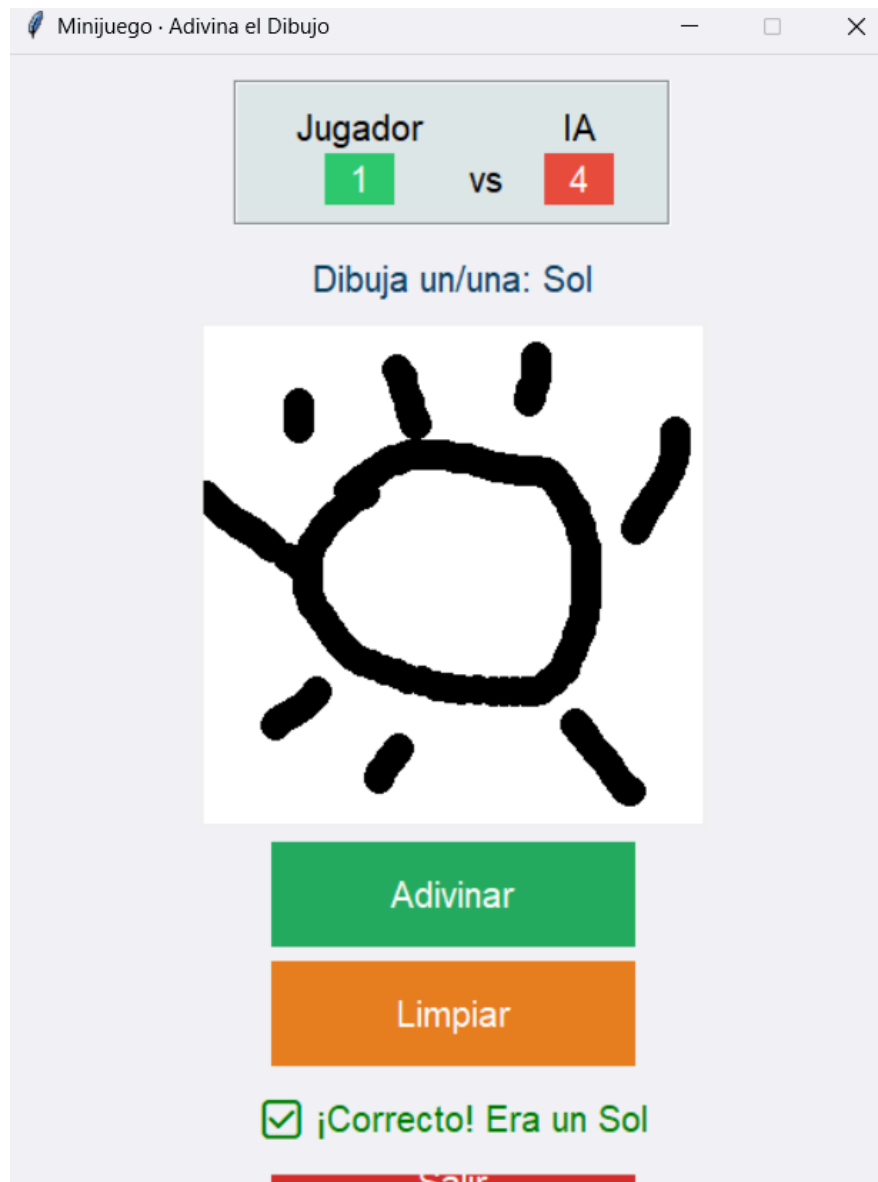 Minijuego · Adivina el Dibujo
Jugador IA
1 vs 4
Dibuja un/una: Sol
Adivinar
Limpiar
¡Correcto! Era un Sol
Salir